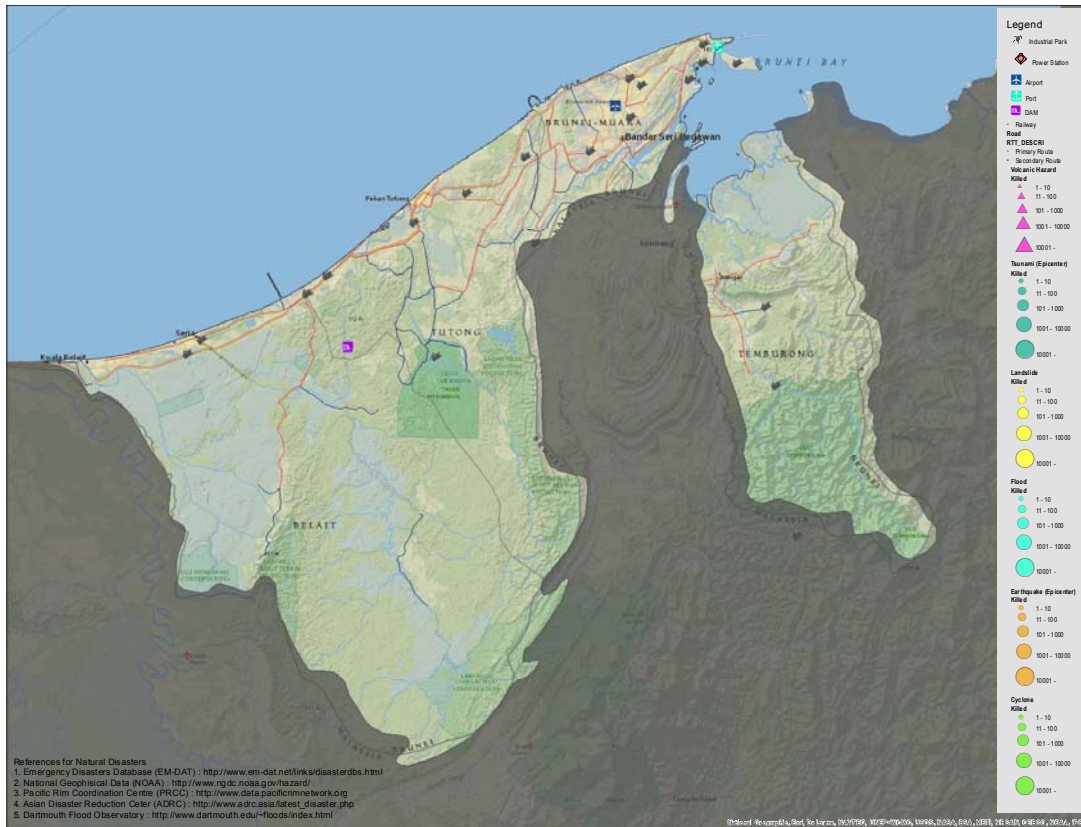 Legend
Industrial Park
Power Station
Airport
Port
DAM
Railway
Road
RTT_DESCRI
Primary Route
Secondary Route
Volcanic Hazard
Killed
1 - 10
11 - 100
101 - 1000
1001 - 10000
10001 -
Tsunami (Epicenter)
Killed
1 - 10
11 - 100
101 - 1000
1001 - 10000
10001 -
Landslide
Killed
1 - 10
11 - 100
101 - 1000
1001 - 10000
10001 -
Flood
Killed
1 - 10
11 - 100
101 - 1000
1001 - 10000
10001 -
Earthquake (Epicenter)
Killed
1 - 10
11 - 100
101 - 1000
1001 - 10000
10001 -
Cyclone
Killed
1 - 10
11 - 100
101 - 1000
1001 - 10000
10001 -
BRUNEI BAY
BRUNEI-MUARA
Bandar Seri Begawan
Pekan Tutong
Limbang
Bangar
TUTONG
Seria
Kuala Belait
TEMBURONG
BELAIT
MALAYSIA BRUNEI
References for Natural Disasters
1. Emergency Disasters Database (EM-DAT) : http://www.em-dat.net/links/disasterdbs.html
2. National Geophisical Data (NOAA) : http://www.ngdc.noaa.gov/hazard/
3. Pacific Rim Coordination Centre (PRCC) : http://www.data.pacificrimnetwork.org
4. Asian Disaster Reduction Ceter (ADRC) : http://www.adrc.asia/latest_disaster.php
5. Dartmouth Flood Observatory : http://www.dartmouth.edu/~floods/index.html